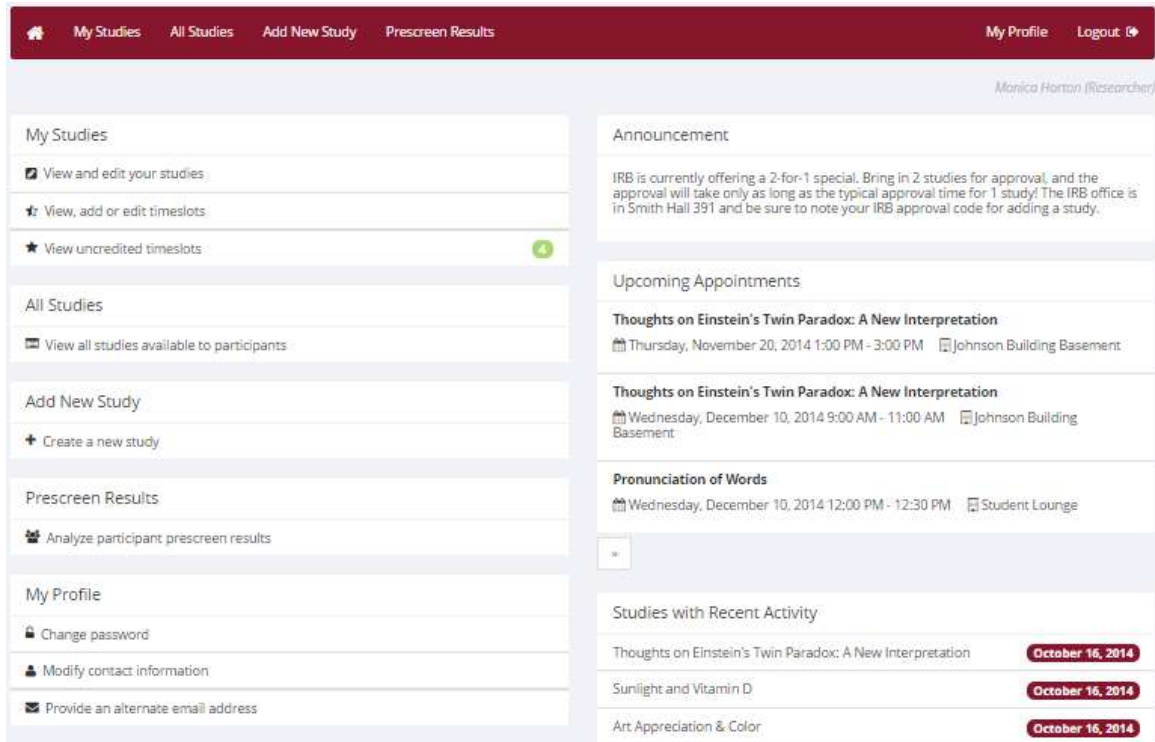 My Studies All Studies Add New Study Prescreen Results My Profile Logout
Monica Horton (Researcher)
My Studies
View and edit your studies
View, add or edit timeslots
View uncredited timeslots 4
All Studies
View all studies available to participants
Add New Study
Create a new study
Prescreen Results
Analyze participant prescreen results
My Profile
Change password
Modify contact information
Provide an alternate email address
Announcement
IRB is currently offering a 2-for-1 special. Bring in 2 studies for approval, and the
approval will take only as long as the typical approval time for 1 study! The IRB office is
in Smith Hall 391 and be sure to note your IRB approval code for adding a study.
Upcoming Appointments
Thoughts on Einstein's Twin Paradox: A New Interpretation
Thursday, November 20, 2014 1:00 PM - 3:00 PM Johnson Building Basement
Thoughts on Einstein's Twin Paradox: A New Interpretation
Wednesday, December 10, 2014 9:00 AM - 11:00 AM Johnson Building
Basement
Pronunciation of Words
Wednesday, December 10, 2014 12:00 PM - 12:30 PM Student Lounge
»
Studies with Recent Activity
Thoughts on Einstein's Twin Paradox: A New Interpretation October 16, 2014
Sunlight and Vitamin D October 16, 2014
Art Appreciation & Color October 16, 2014